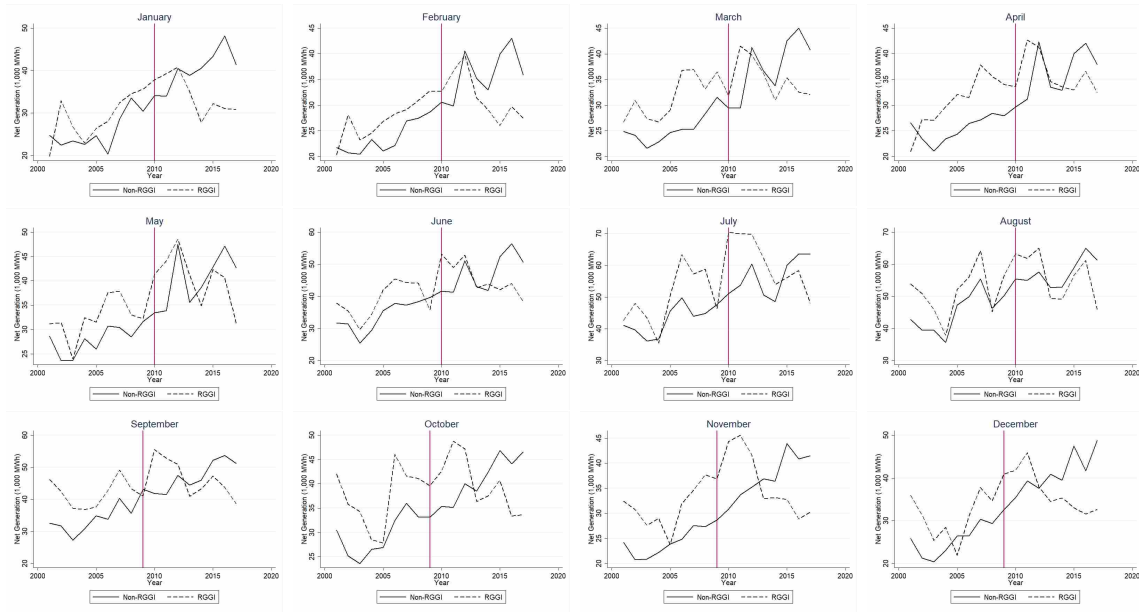 January
Net Generation (1,000 MWh)
50
40
30
20
2000 2005 2010 2015 2020
Year
Non-RGGI RGGI
February
Net Generation (1,000 MWh)
45
40
35
30
25
20
2000 2005 2010 2015 2020
Year
Non-RGGI RGGI
March
Net Generation (1,000 MWh)
45
40
35
30
25
20
2000 2005 2010 2015 2020
Year
Non-RGGI RGGI
April
Net Generation (1,000 MWh)
45
40
35
30
25
20
2000 2005 2010 2015 2020
Year
Non-RGGI RGGI
May
Net Generation (1,000 MWh)
50
45
40
35
30
25
2000 2005 2010 2015 2020
Year
Non-RGGI RGGI
June
Net Generation (1,000 MWh)
60
50
40
30
20
2000 2005 2010 2015 2020
Year
Non-RGGI RGGI
July
Net Generation (1,000 MWh)
70
60
50
40
30
2000 2005 2010 2015 2020
Year
Non-RGGI RGGI
August
Net Generation (1,000 MWh)
70
60
50
40
30
2000 2005 2010 2015 2020
Year
Non-RGGI RGGI
September
Net Generation (1,000 MWh)
60
50
40
30
20
2000 2005 2010 2015 2020
Year
Non-RGGI RGGI
October
Net Generation (1,000 MWh)
50
45
40
35
30
25
2000 2005 2010 2015 2020
Year
Non-RGGI RGGI
November
Net Generation (1,000 MWh)
45
40
35
30
25
20
2000 2005 2010 2015 2020
Year
Non-RGGI RGGI
December
Net Generation (1,000 MWh)
50
40
30
20
2000 2005 2010 2015 2020
Year
Non-RGGI RGGI